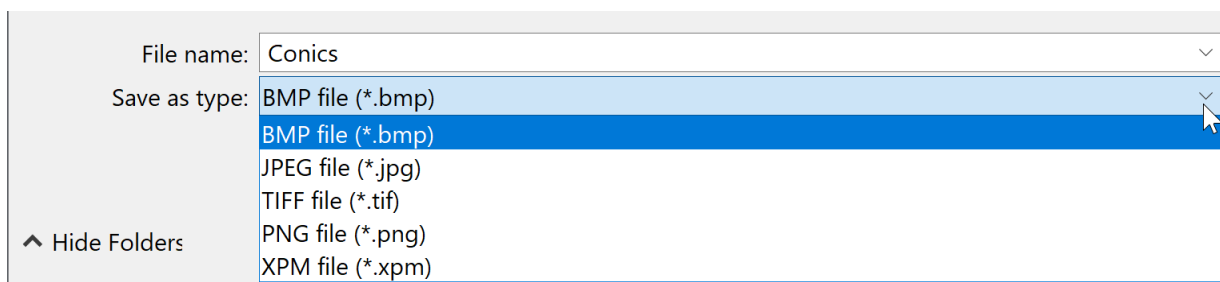 File name: Conics
Save as type: BMP file (*.bmp)
BMP file (*.bmp)
JPEG file (*.jpg)
TIFF file (*.tif)
PNG file (*.png)
Hide Folders
XPM file (*.xpm)